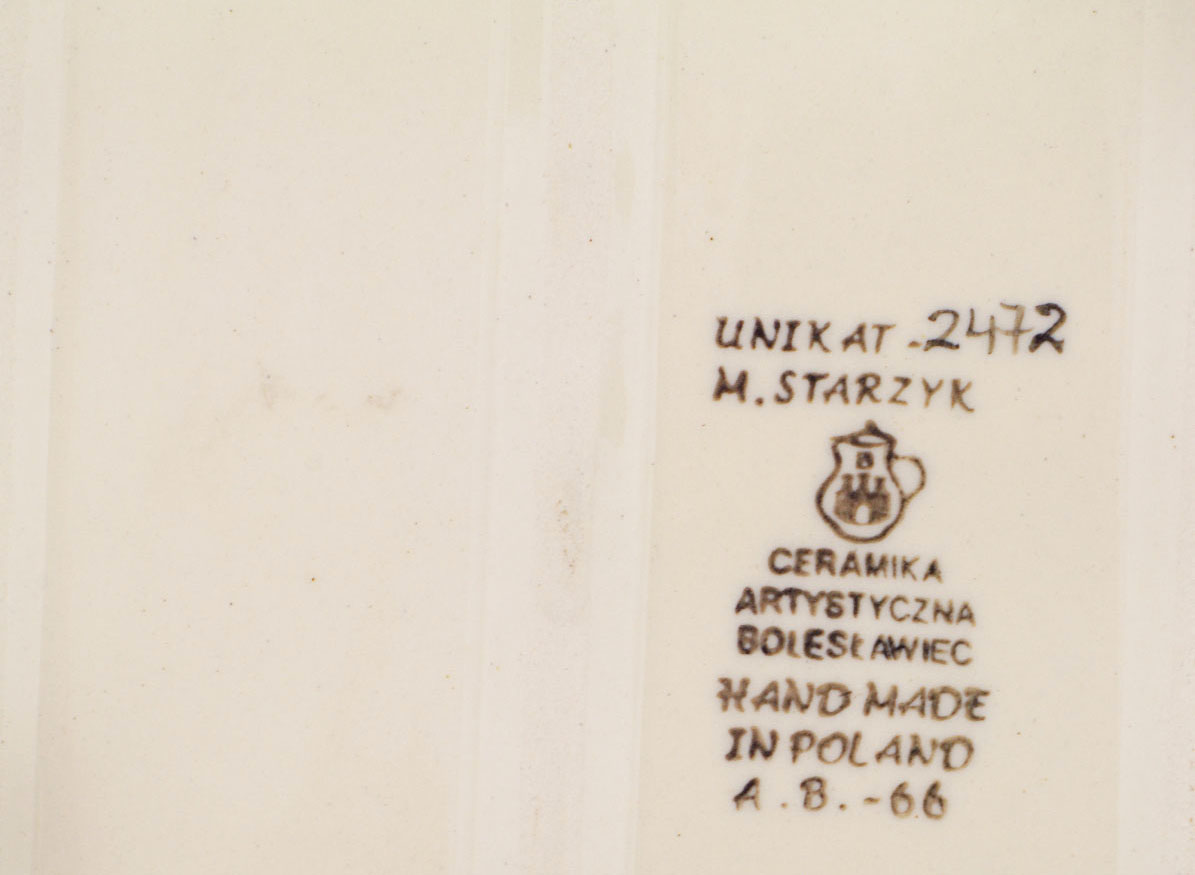 UNIKAT -2472
M. STARZYK
B
CERAMIKA
ARTYSTYCZNA
BOLESŁAWIEC
HAND MADE
IN POLAND
A.B.-66